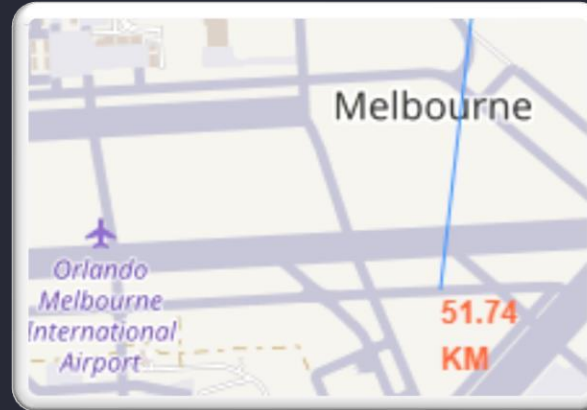 Melbourne
Orlando
Melbourne
International
Airport
51.74
KM